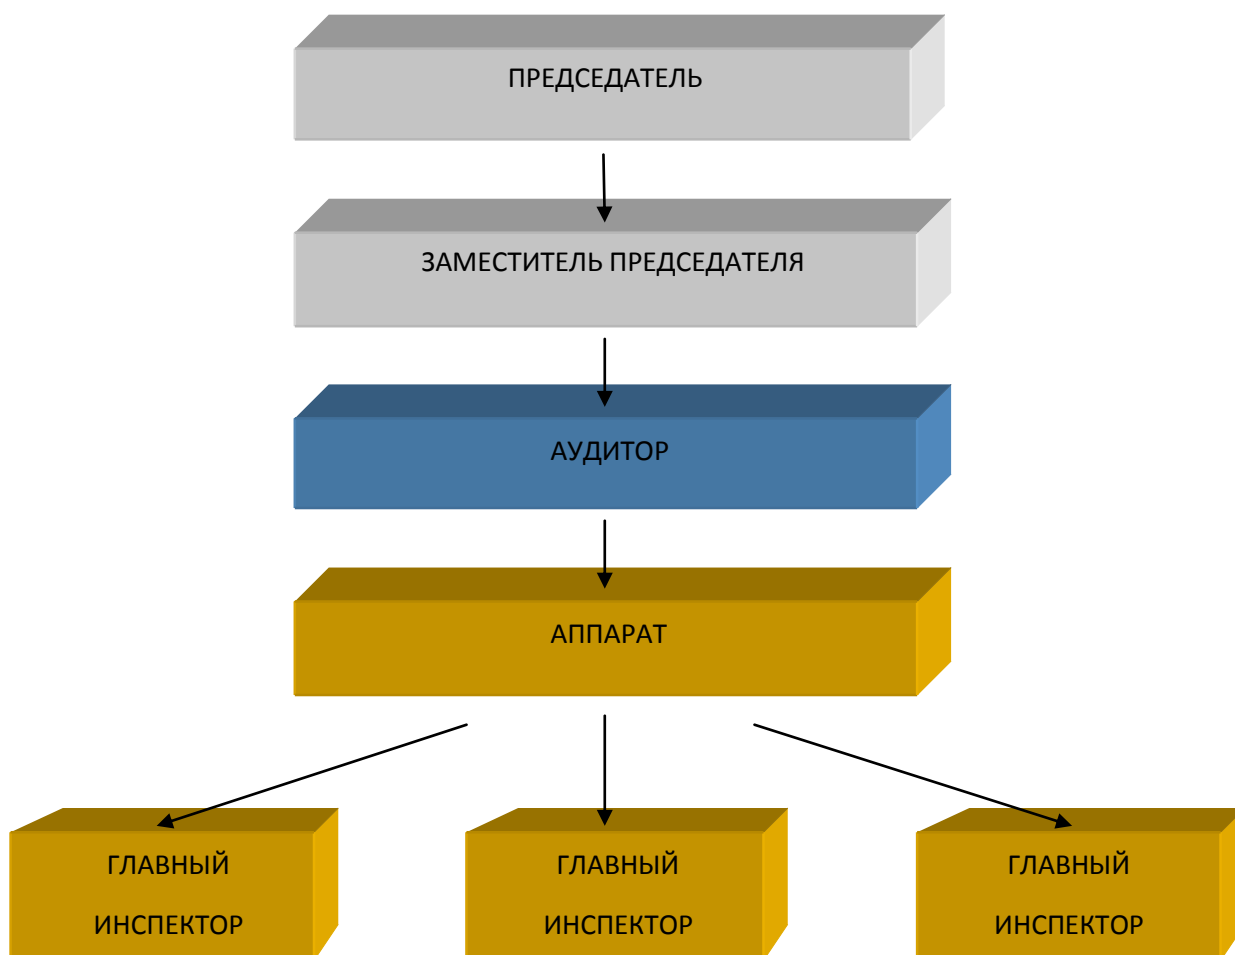 ПРЕДСЕДАТЕЛЬ
ЗАМЕСТИТЕЛЬ ПРЕДСЕДАТЕЛЯ
АУДИТОР
АППАРАТ
ГЛАВНЫЙ
ИНСПЕКТОР
ГЛАВНЫЙ
ИНСПЕКТОР
ГЛАВНЫЙ
ИНСПЕКТОР